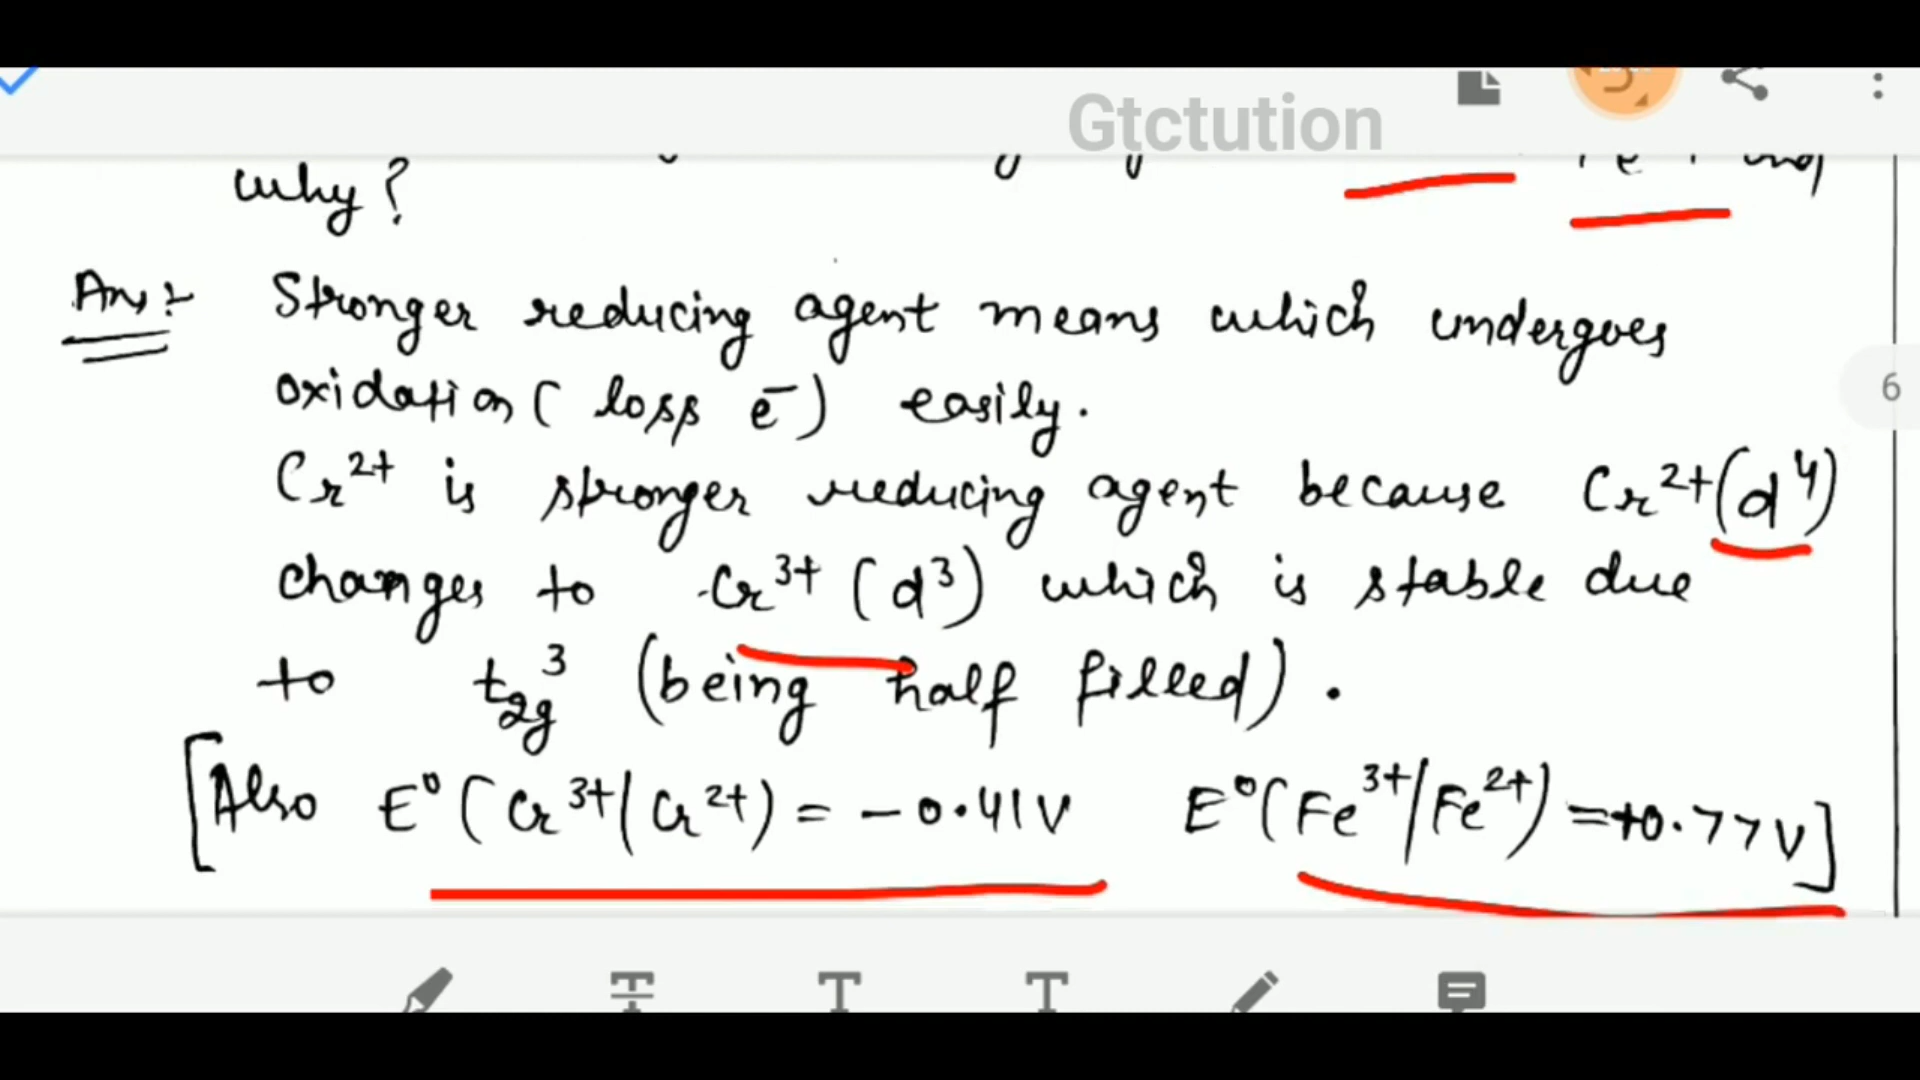 Gtctution
why?
Ans:- Stronger reducing agent means which undergoes
oxidation( loss e⁻) easily.
Cr²⁺ is stronger reducing agent because Cr²⁺(d⁴)
changes to Cr³⁺ (d³) which is stable due
to t₂g³ (being half filled).
[Also E°(Cr³⁺/Cr²⁺) = -0.41V E°(Fe³⁺/Fe²⁺) = +0.77V]
6